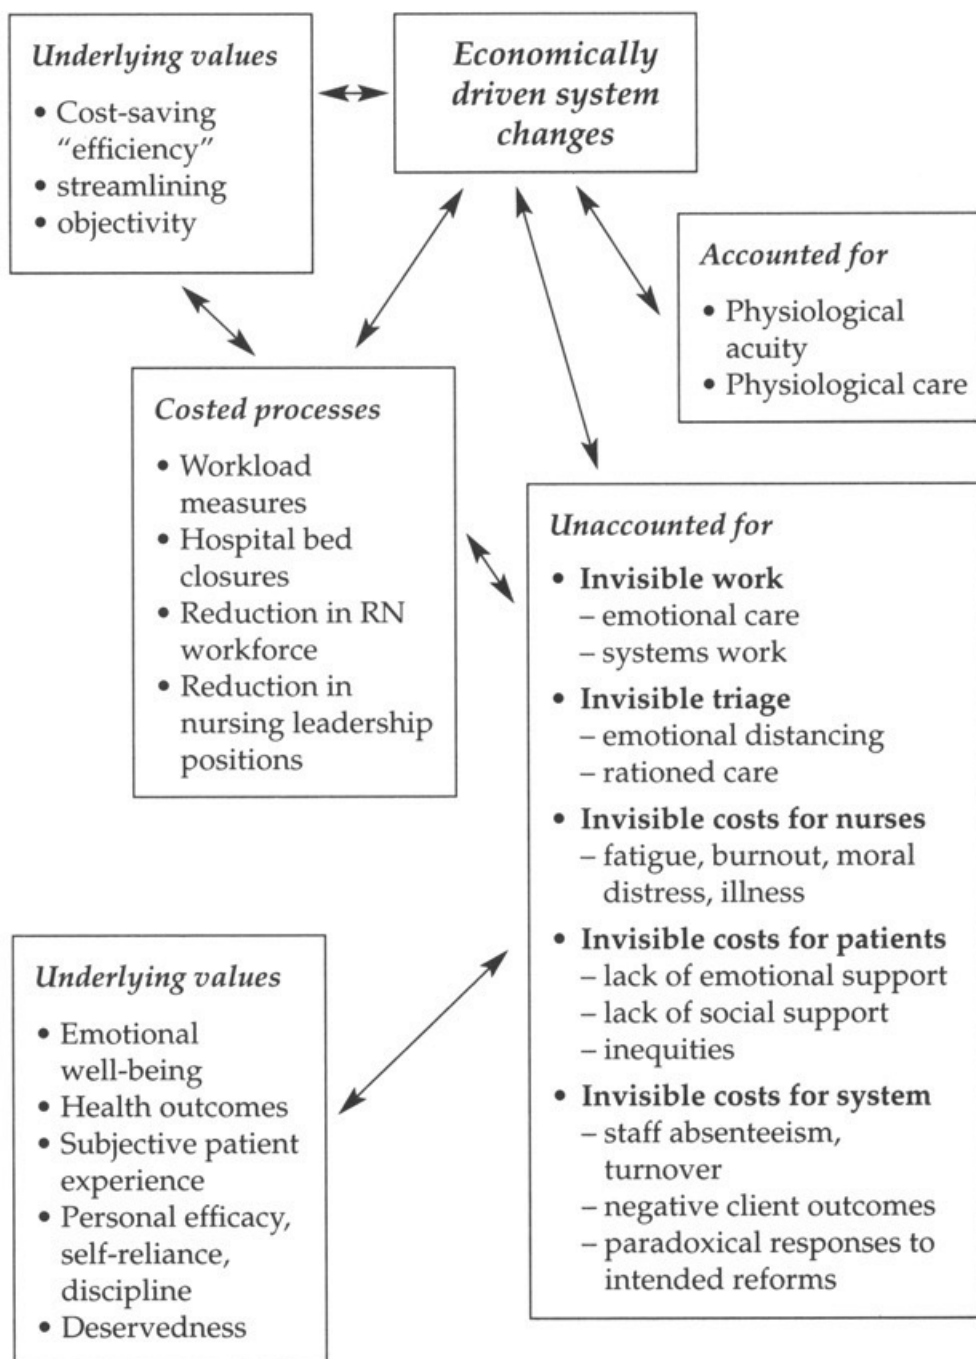 Underlying values
• Cost-saving
“efficiency”
• streamlining
• objectivity
Economically
driven system
changes
Accounted for
• Physiological
acuity
• Physiological care
Costed processes
• Workload
measures
• Hospital bed
closures
• Reduction in RN
workforce
• Reduction in
nursing leadership
positions
Unaccounted for
• Invisible work
– emotional care
– systems work
• Invisible triage
– emotional distancing
– rationed care
• Invisible costs for nurses
– fatigue, burnout, moral
distress, illness
• Invisible costs for patients
– lack of emotional support
– lack of social support
– inequities
• Invisible costs for system
– staff absenteeism,
turnover
– negative client outcomes
– paradoxical responses to
intended reforms
Underlying values
• Emotional
well-being
• Health outcomes
• Subjective patient
experience
• Personal efficacy,
self-reliance,
discipline
• Deservedness